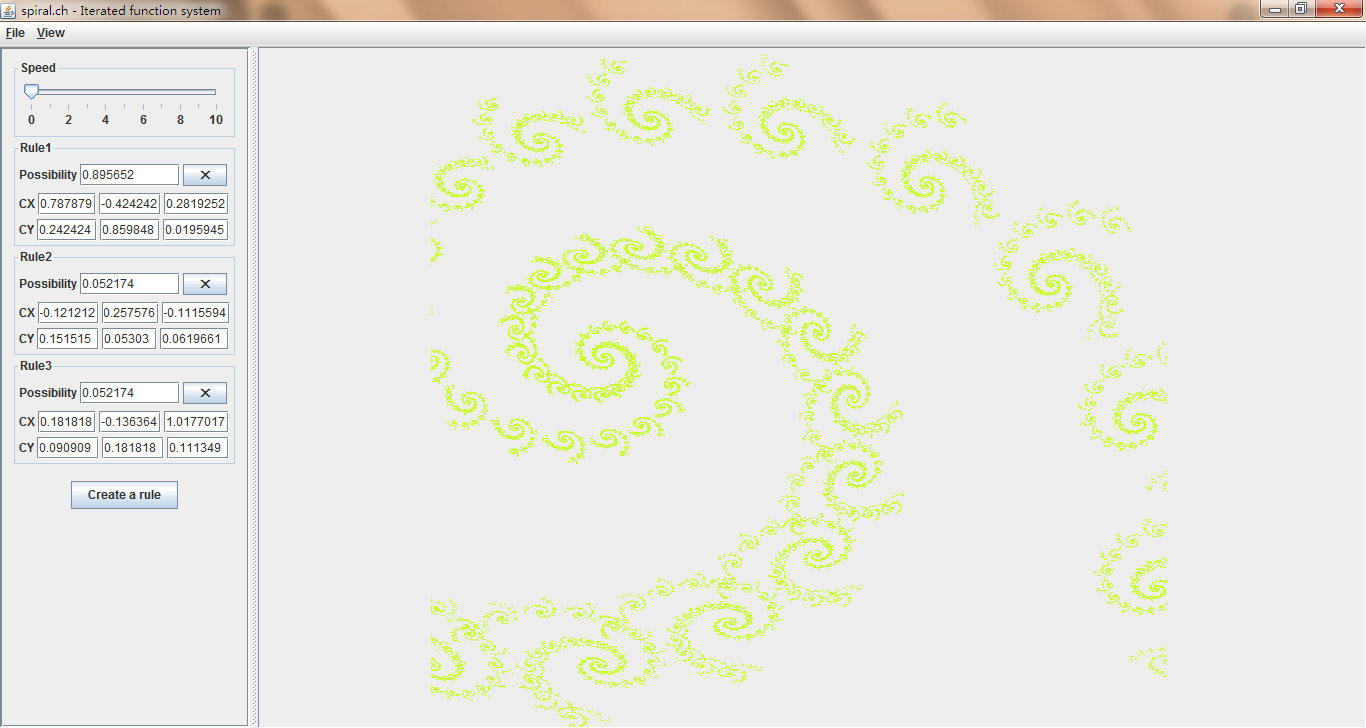 spiral.ch - Iterated function system
File View
Speed
0 2 4 6 8 10
Rule1
Possibility 0.895652
CX 0.787879 -0.424242 0.2819252
CY 0.242424 0.859848 0.0195945
Rule2
Possibility 0.052174
CX -0.121212 0.257576 -0.1115594
CY 0.151515 0.05303 0.0619661
Rule3
Possibility 0.052174
CX 0.181818 -0.136364 1.0177017
CY 0.090909 0.181818 0.111349
Create a rule